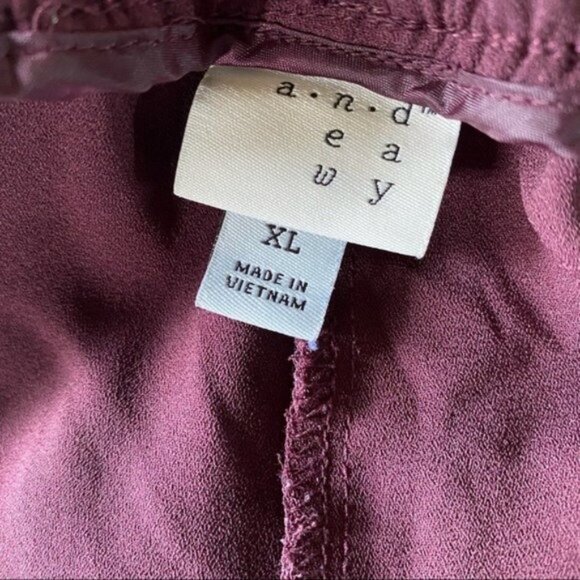 a•n•d™
e a
w y
XL
MADE IN
VIETNAM